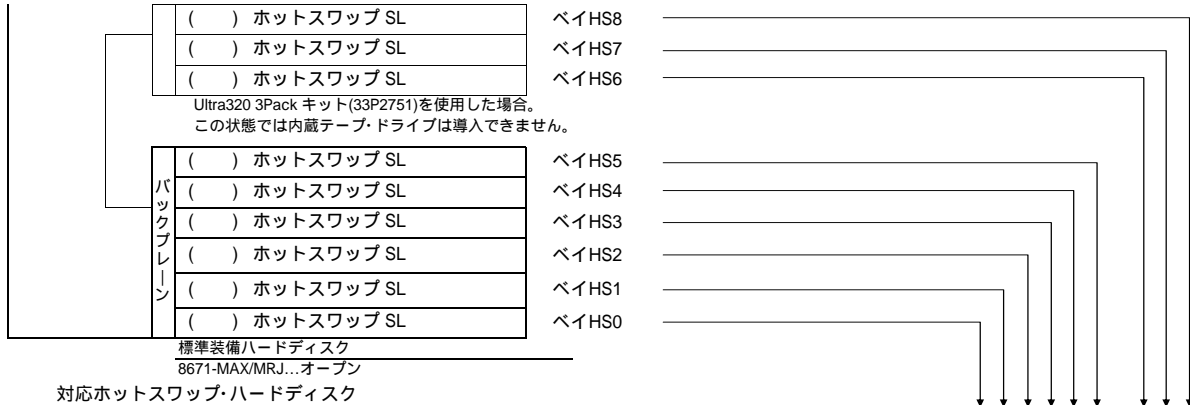 (　　) ホットスワップ SL　ベイHS8
(　　) ホットスワップ SL　ベイHS7
(　　) ホットスワップ SL　ベイHS6
Ultra320 3Pack キット(33P2751)を使用した場合。
この状態では内蔵テープ・ドライブは導入できません。
バックプレーン
(　　) ホットスワップ SL　ベイHS5
(　　) ホットスワップ SL　ベイHS4
(　　) ホットスワップ SL　ベイHS3
(　　) ホットスワップ SL　ベイHS2
(　　) ホットスワップ SL　ベイHS1
(　　) ホットスワップ SL　ベイHS0
標準装備ハードディスク
8671-MAX/MRJ…オープン
対応ホットスワップ・ハードディスク